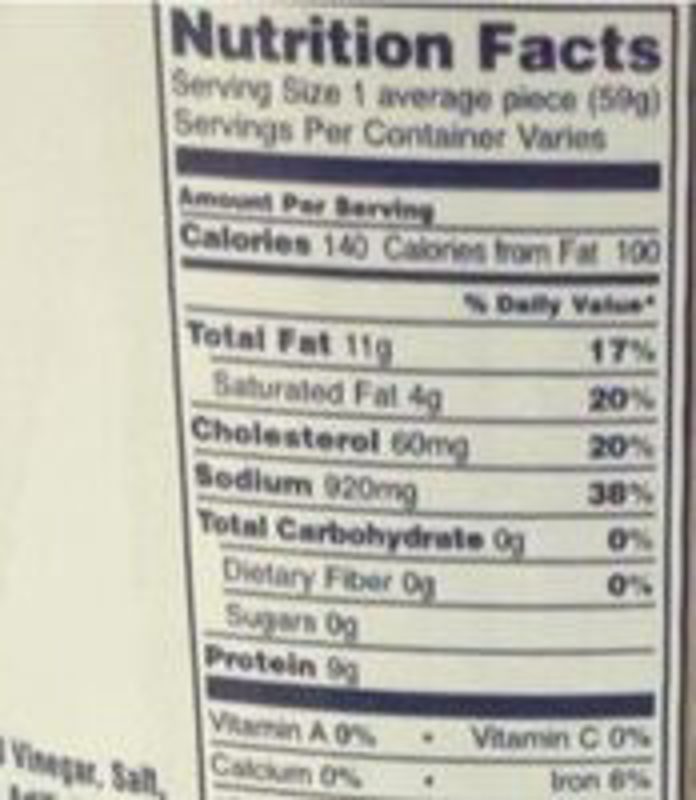 Nutrition Facts
Serving Size 1 average piece (59g)
Servings Per Container Varies
Amount Per Serving
Calories 140 Calories from Fat 100
% Daily Value*
Total Fat 11g 17%
Saturated Fat 4g 20%
Cholesterol 60mg 20%
Sodium 920mg 38%
Total Carbohydrate 0g 0%
Dietary Fiber 0g 0%
Sugars 0g
Protein 9g
Vitamin A 0% • Vitamin C 0%
Calcium 0% • Iron 6%
Vinegar, Salt,